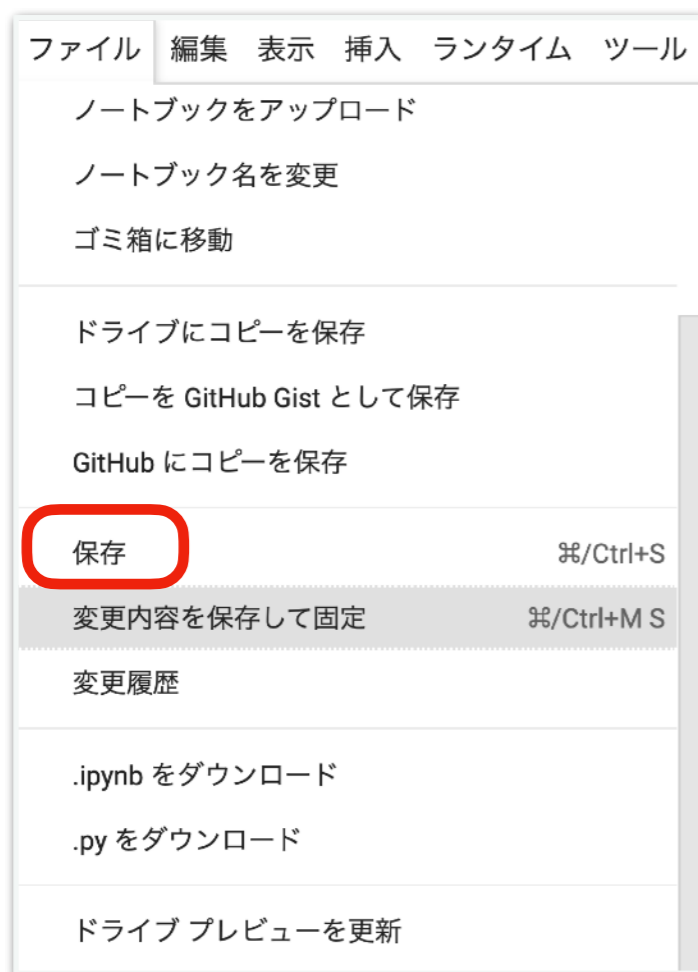 ファイル 編集 表示 挿入 ランタイム ツール
ノートブックをアップロード
ノートブック名を変更
ゴミ箱に移動
ドライブにコピーを保存
コピーを GitHub Gist として保存
GitHub にコピーを保存
保存 ⌘/Ctrl+S
変更内容を保存して固定 ⌘/Ctrl+M S
変更履歴
.ipynb をダウンロード
.py をダウンロード
ドライブ プレビューを更新